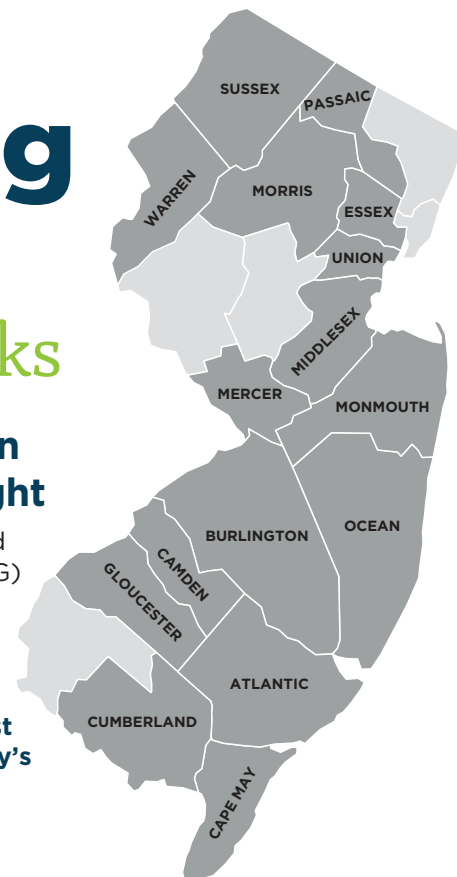 g
ks
n
ght
d
G)
st
y's
SUSSEX
PASSAIC
WARREN
MORRIS
ESSEX
UNION
MIDDLESEX
MERCER
MONMOUTH
OCEAN
BURLINGTON
CAMDEN
GLOUCESTER
ATLANTIC
CUMBERLAND
CAPE MAY